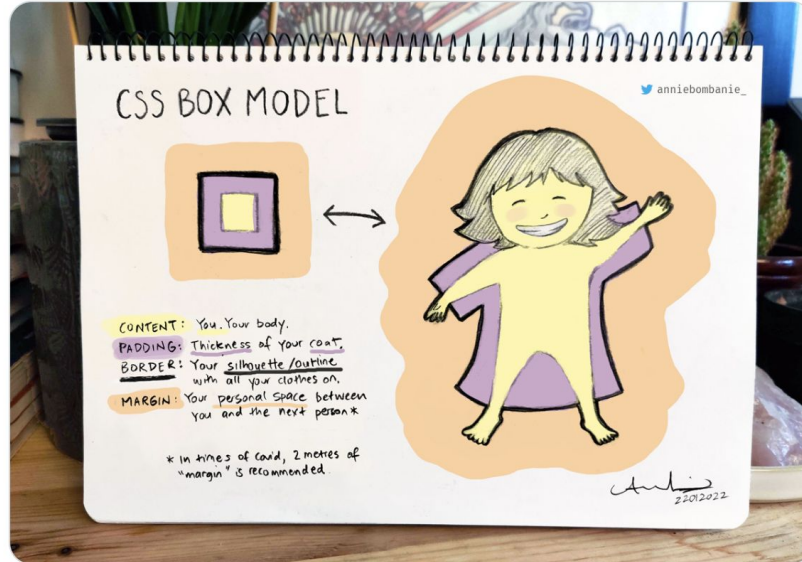 CSS BOX MODEL
anniebombanie_
CONTENT: You. Your body.
PADDING: Thickness of your coat.
BORDER: Your silhouette/outline
with all your clothes on.
MARGIN: Your personal space between
you and the next person*
* In times of covid, 2 metres of
"margin" is recommended.
22012022